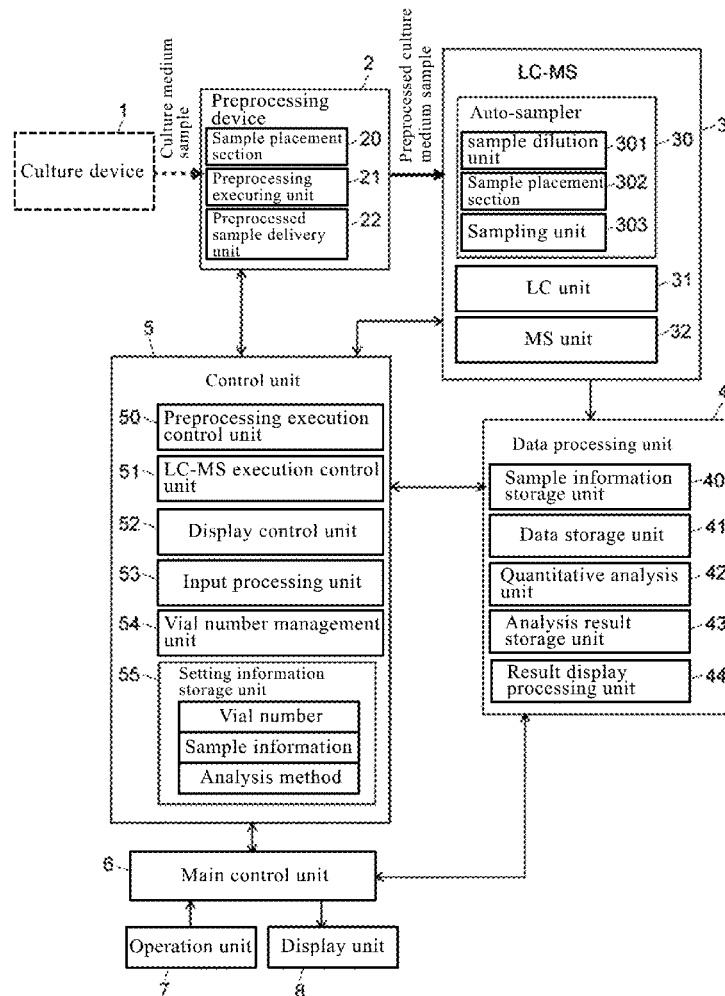 1
Culture device
Culture medium
sample
2
Preprocessing
device
Sample placement
section
20
Preprocessing
execuring unit
21
Preprocessed
sample delivery
unit
22
Preprocessed culture
medium sample
LC-MS
3
Auto-sampler
30
sample dilution
unit
301
Sample placement
section
302
Sampling unit
303
LC unit
31
MS unit
32
5
Control unit
50
Preprocessing execution
control unit
51
LC-MS execution control
unit
52
Display control unit
53
Input processing unit
54
Vial number management
unit
55
Setting information
storage unit
Vial number
Sample information
Analysis method
4
Data processing unit
Sample information
storage unit
40
Data storage unit
41
Quantitative analysis
unit
42
Analysis result
storage unit
43
Result display
processing unit
44
6
Main control unit
Operation unit
7
Display unit
8